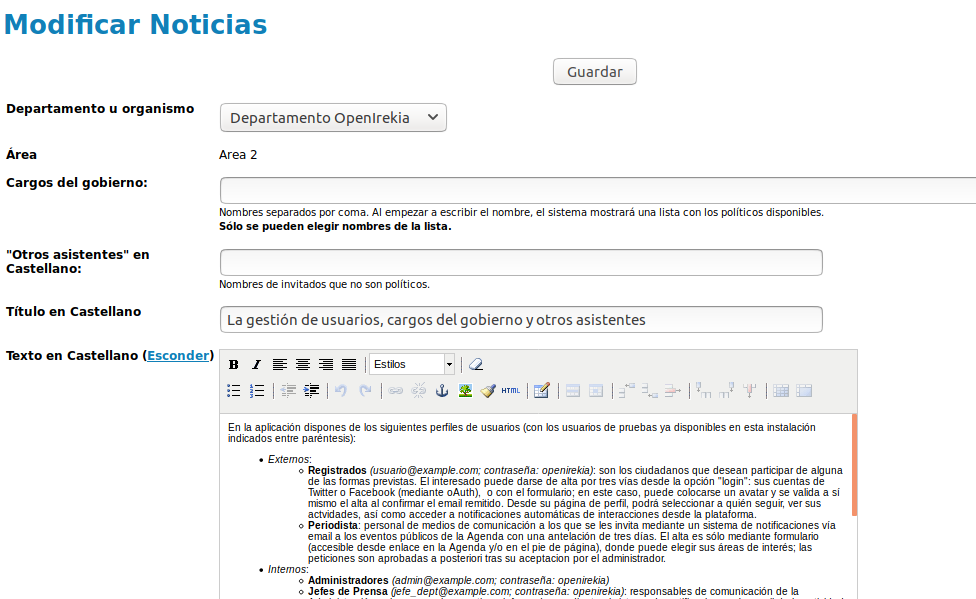 Modificar Noticias
Guardar
Departamento u organismo
Departamento OpenIrekia
Área
Area 2
Cargos del gobierno:
Nombres separados por coma. Al empezar a escribir el nombre, el sistema mostrará una lista con los políticos disponibles.
Sólo se pueden elegir nombres de la lista.
"Otros asistentes" en
Castellano:
Nombres de invitados que no son políticos.
Título en Castellano
La gestión de usuarios, cargos del gobierno y otros asistentes
Texto en Castellano (Esconder)
B I Estilos
HTML
En la aplicación dispones de los siguientes perfiles de usuarios (con los usuarios de pruebas ya disponibles en esta instalación
indicados entre paréntesis):
Externos:
Registrados (usuario@example.com; contraseña: openirekia): son los ciudadanos que desean participar de alguna
de las formas previstas. El interesado puede darse de alta por tres vías desde la opción "login": sus cuentas de
Twitter o Facebook (mediante oAuth), o con el formulario; en este caso, puede colocarse un avatar y se valida a sí
mismo el alta al confirmar el email remitido. Desde su página de perfil, podrá seleccionar a quién seguir, ver sus
actvidades, así como acceder a notificaciones automáticas de interacciones desde la plataforma.
Periodista: personal de medios de comunicación a los que se les invita mediante un sistema de notificaciones vía
email a los eventos públicos de la Agenda con una antelación de tres días. El alta es sólo mediante formulario
(accesible desde enlace en la Agenda y/o en el pie de página), donde puede elegir sus áreas de interés; las
peticiones son aprobadas a posteriori tras su aceptacion por el administrador.
Internos:
Administradores (admin@example.com; contraseña: openirekia)
Jefes de Prensa (jefe_dept@example.com; contraseña: openirekia): responsables de comunicación de la